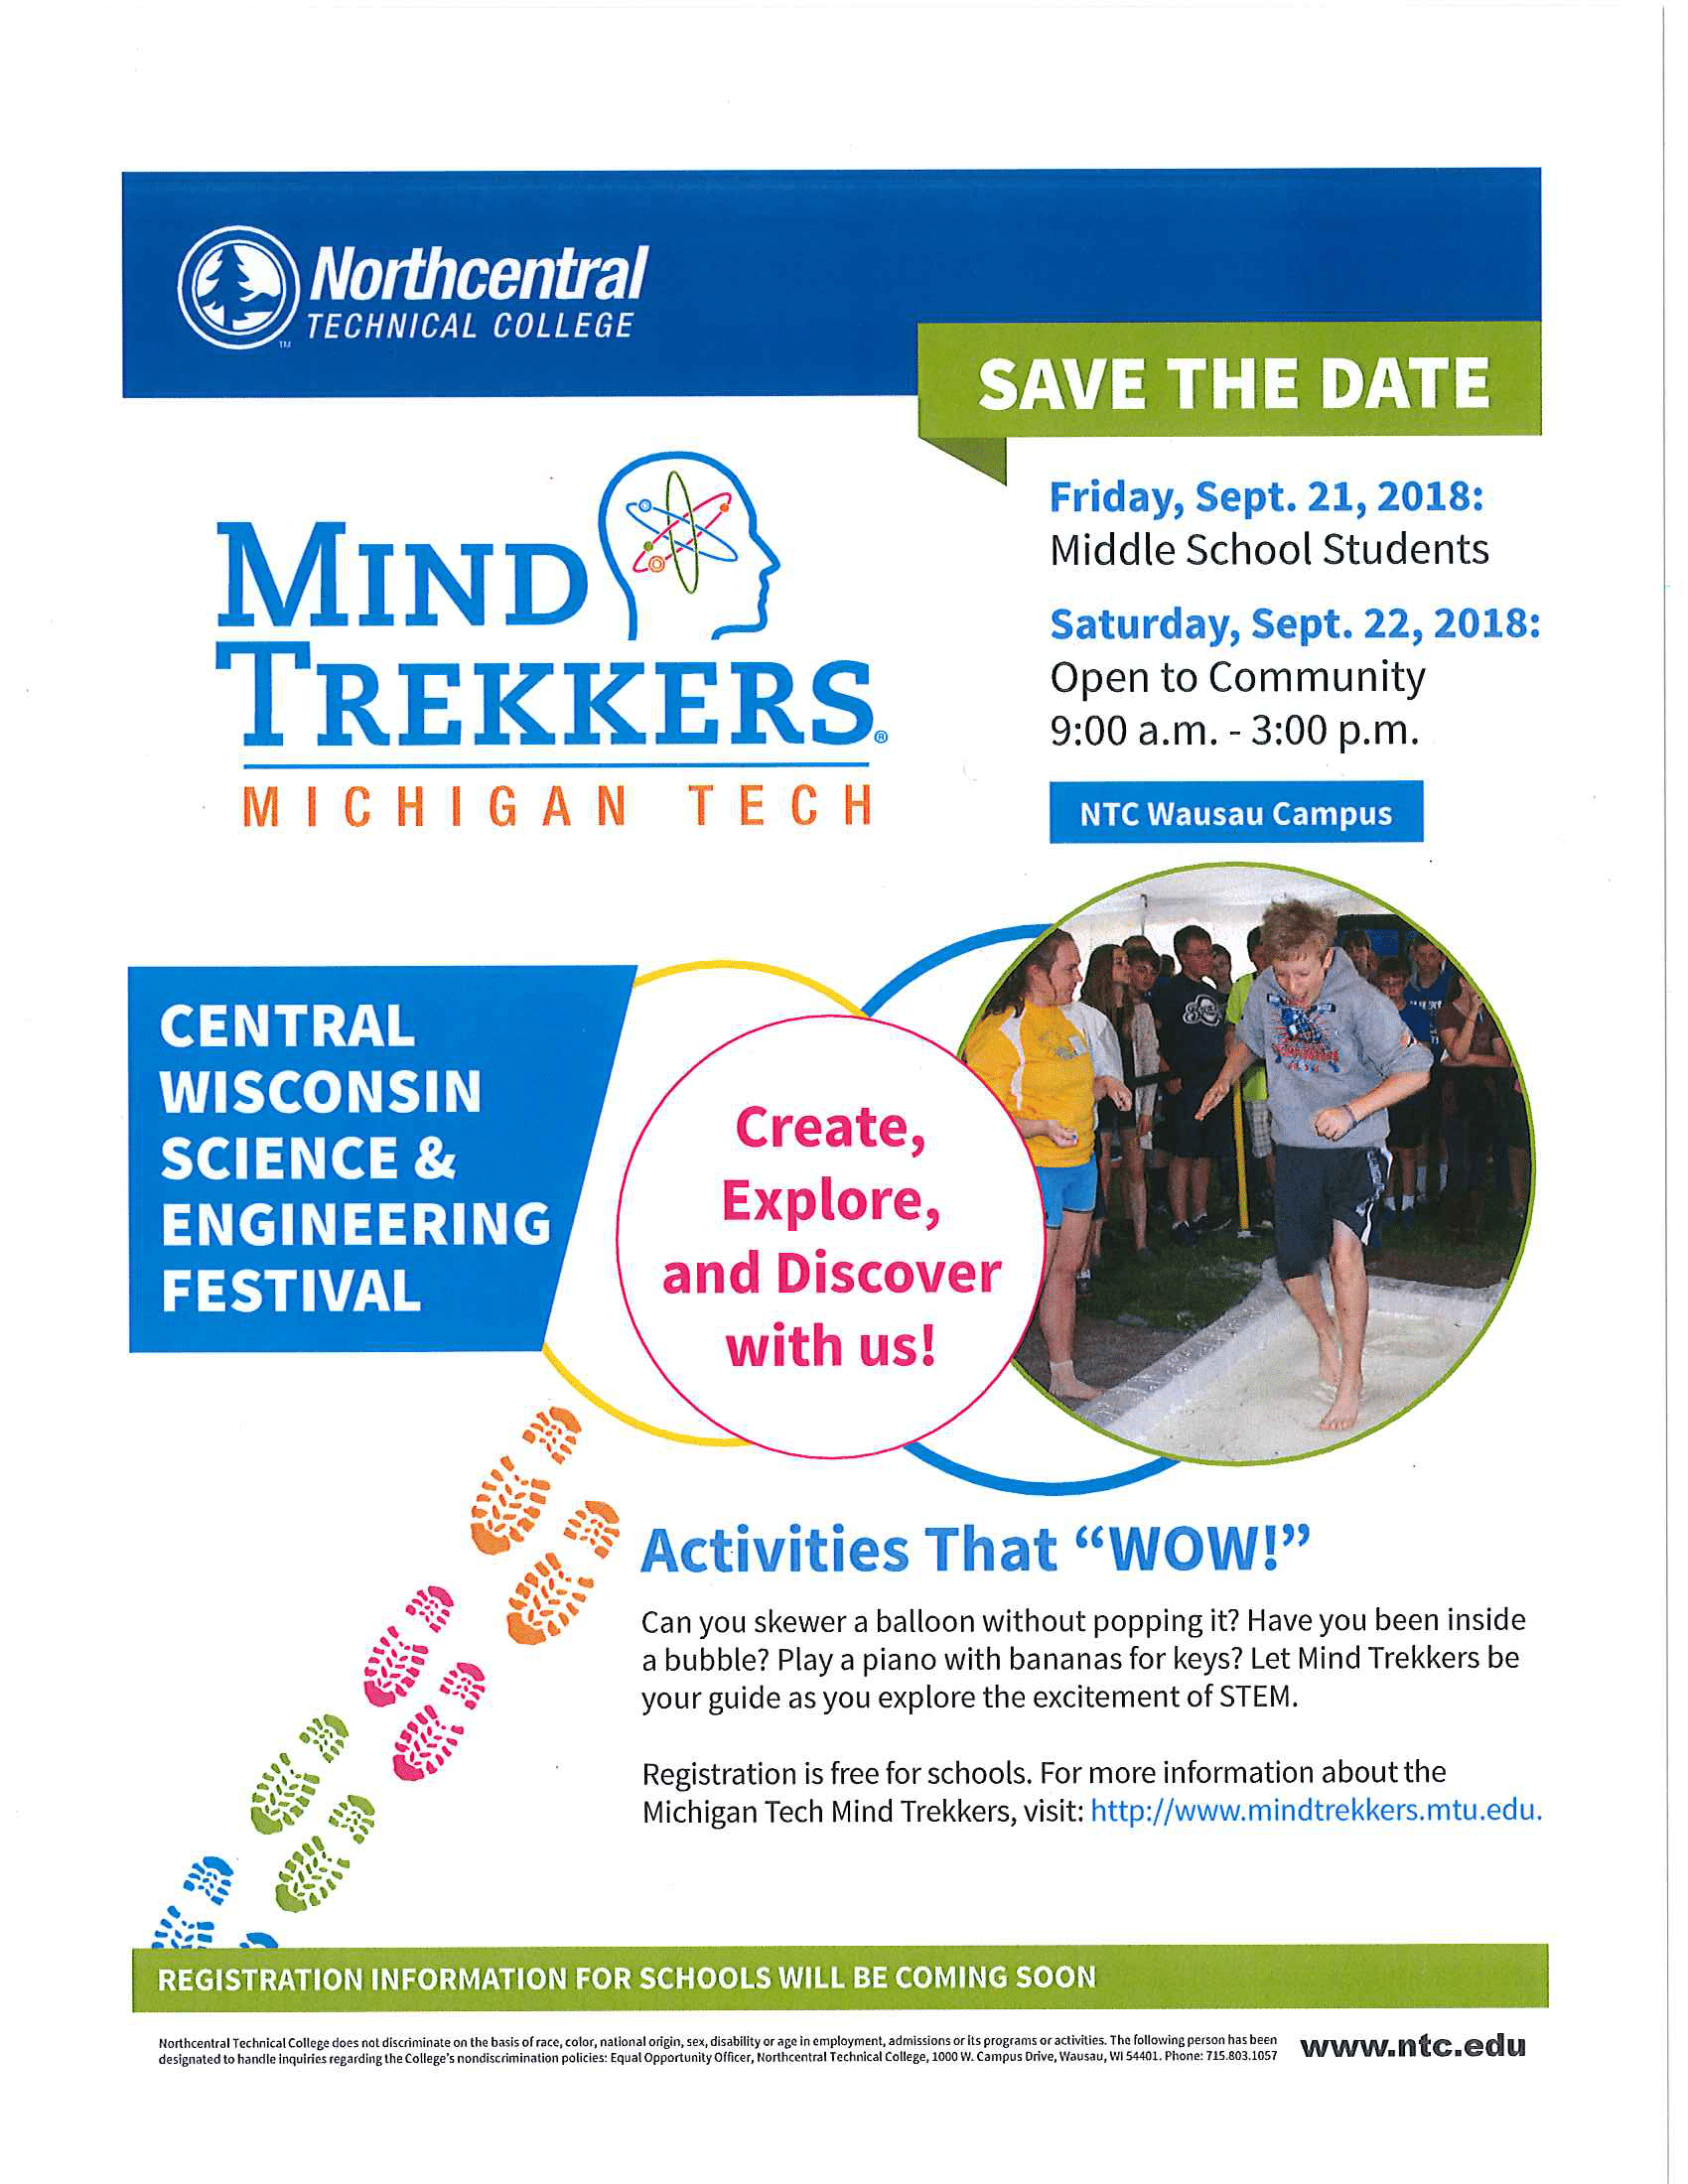 Northcentral
TECHNICAL COLLEGE
TM
SAVE THE DATE
MIND
TREKKERS®
MICHIGAN TECH
Friday, Sept. 21, 2018:
Middle School Students
Saturday, Sept. 22, 2018:
Open to Community
9:00 a.m. - 3:00 p.m.
NTC Wausau Campus
CENTRAL
WISCONSIN
SCIENCE &
ENGINEERING
FESTIVAL
Create,
Explore,
and Discover
with us!
Activities That “WOW!”
Can you skewer a balloon without popping it? Have you been inside
a bubble? Play a piano with bananas for keys? Let Mind Trekkers be
your guide as you explore the excitement of STEM.
Registration is free for schools. For more information about the
Michigan Tech Mind Trekkers, visit: http://www.mindtrekkers.mtu.edu.
REGISTRATION INFORMATION FOR SCHOOLS WILL BE COMING SOON
Northcentral Technical College does not discriminate on the basis of race, color, national origin, sex, disability or age in employment, admissions or its programs or activities. The following person has been
designated to handle inquiries regarding the College's nondiscrimination policies: Equal Opportunity Officer, Northcentral Technical College, 1000 W. Campus Drive, Wausau, WI 54401. Phone: 715.803.1057
www.ntc.edu